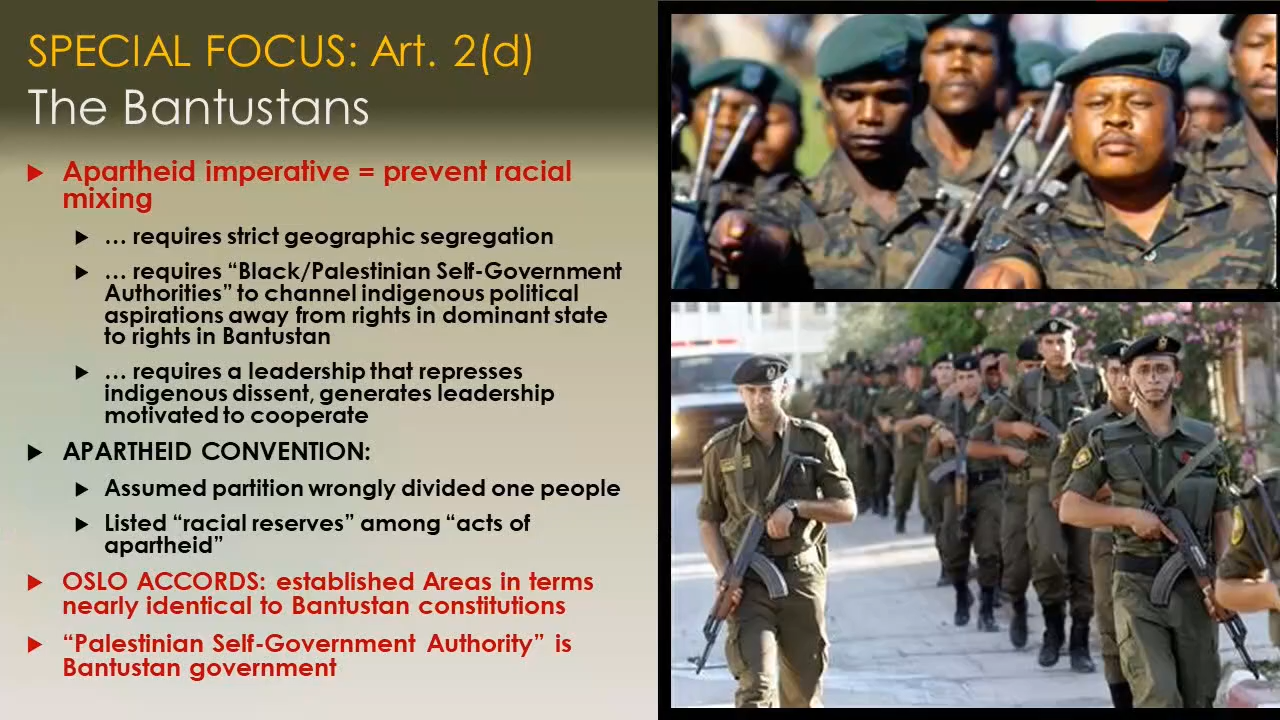 SPECIAL FOCUS: Art. 2(d)
The Bantustans
Apartheid imperative = prevent racial
mixing
… requires strict geographic segregation
… requires “Black/Palestinian Self-Government
Authorities” to channel indigenous political
aspirations away from rights in dominant state
to rights in Bantustan
… requires a leadership that represses
indigenous dissent, generates leadership
motivated to cooperate
APARTHEID CONVENTION:
Assumed partition wrongly divided one people
Listed “racial reserves” among “acts of
apartheid”
OSLO ACCORDS: established Areas in terms
nearly identical to Bantustan constitutions
“Palestinian Self-Government Authority” is
Bantustan government